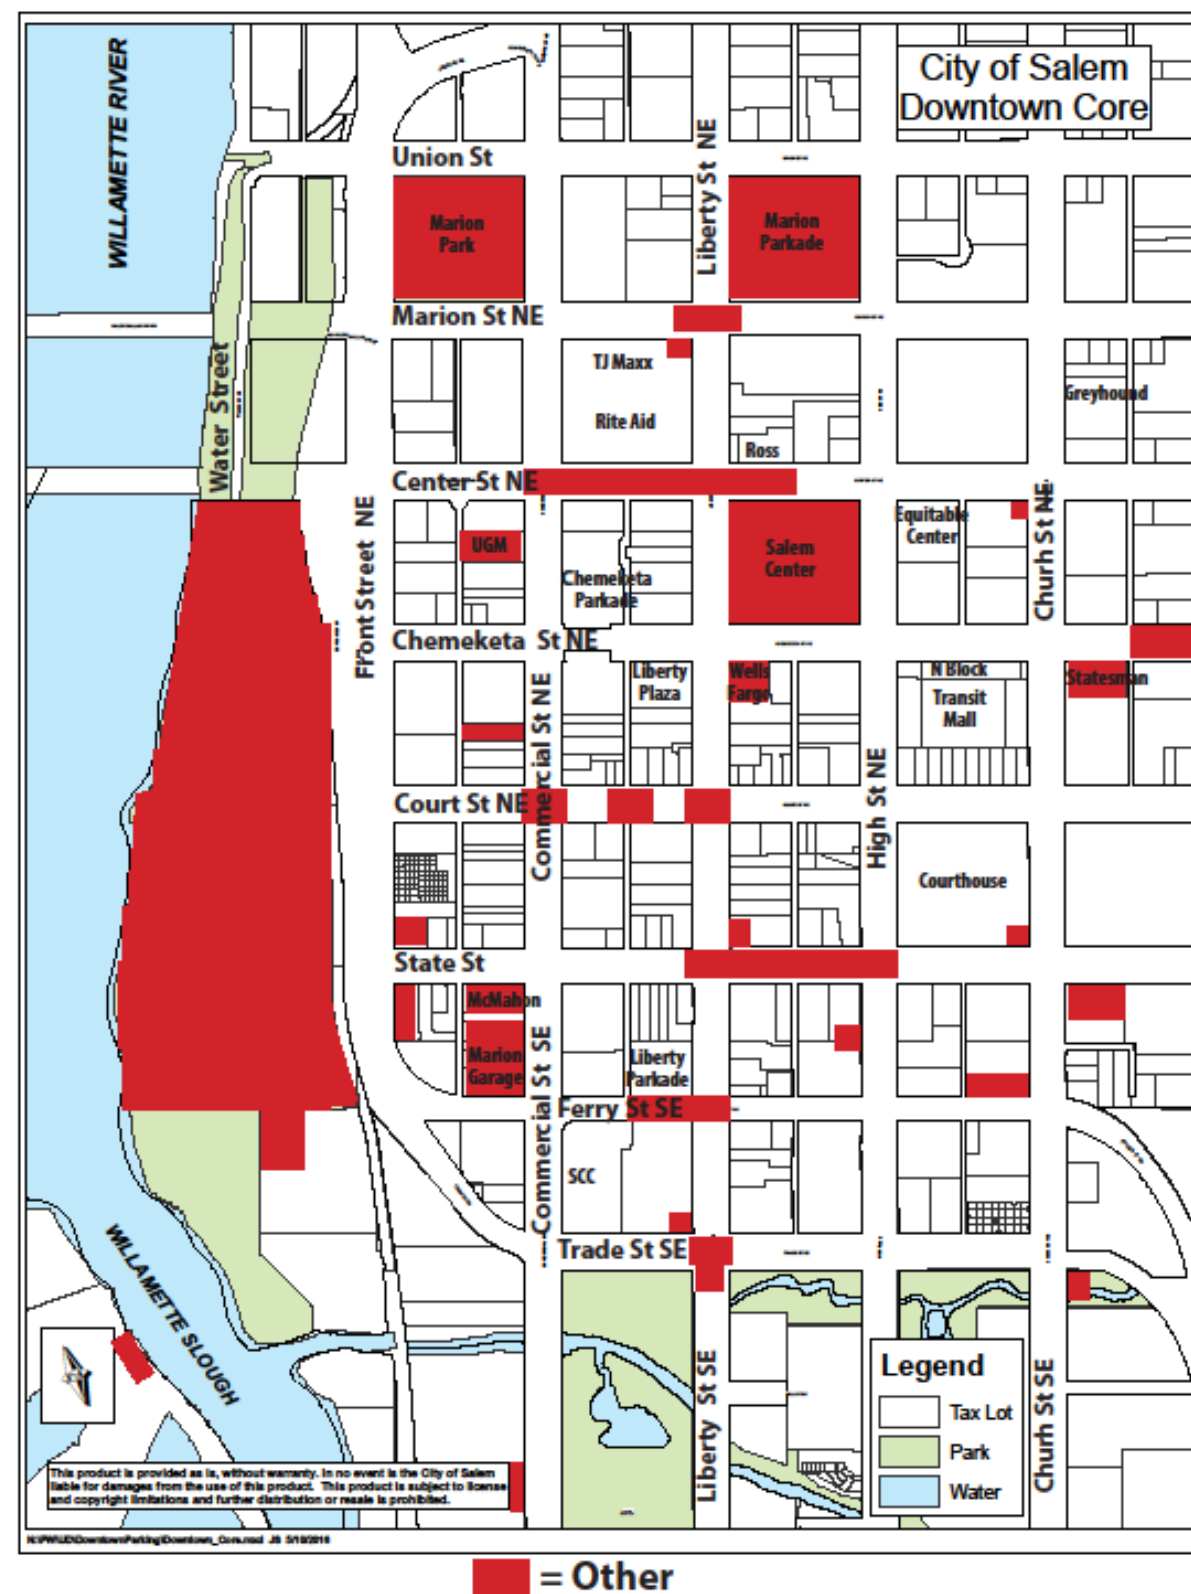 City of Salem
Downtown Core
WILLAMETTE RIVER
Union St
Liberty St NE
Marion
Park
Marion
Parkade
Marion St NE
Water Street
TJ Maxx
Rite Aid
Ross
Greyhound
Center St NE
Front Street NE
UGM
Chemeketa
Parkade
Salem
Center
Equitable
Center
Churh St NE
Chemeketa St NE
Commercial St NE
Liberty
Plaza
Wells
Fargo
N Block
Transit
Mall
Statesman
High St NE
Court St NE
Courthouse
State St
McMahon
Marion
Garage
Commercial St SE
Liberty
Parkade
Ferry St SE
SCC
Trade St SE
WILLAMETTE SLOUGH
Liberty St SE
Churh St SE
Legend
Tax Lot
Park
Water
This product is provided as is, without warranty. In no event is the City of Salem
liable for damages from the use of this product. This product is subject to license
and copyright limitations and further distribution or resale is prohibited.
= Other